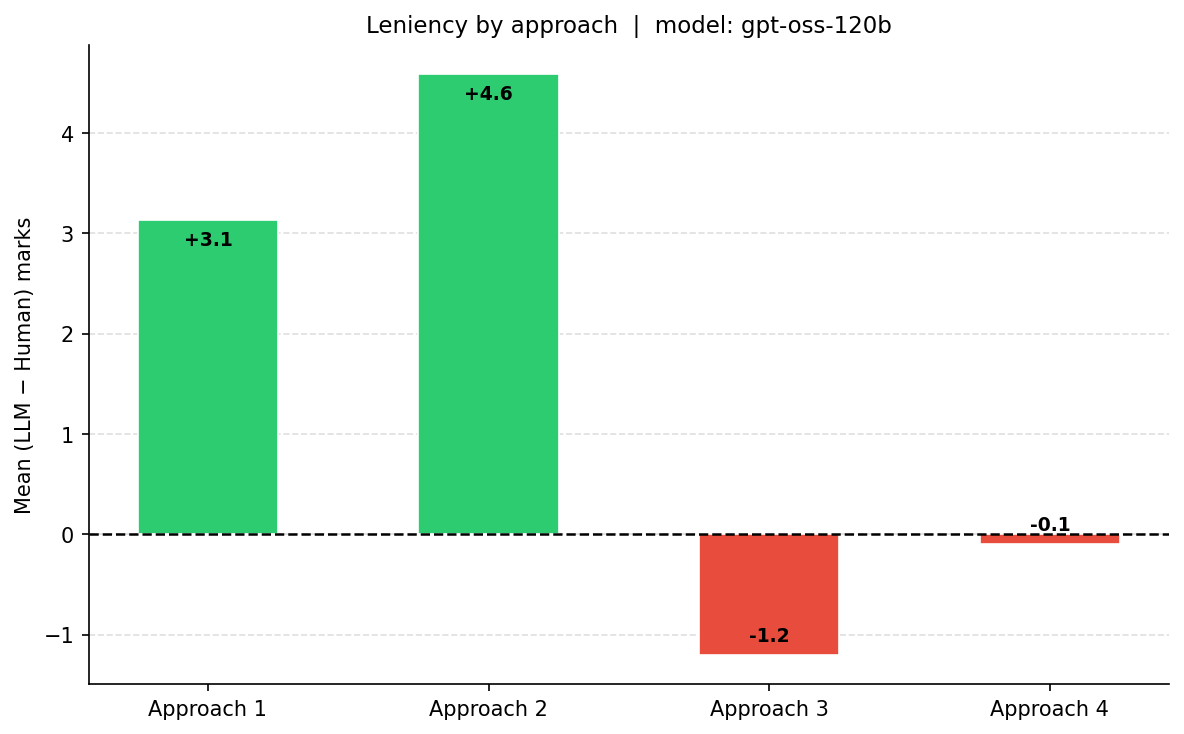 Leniency by approach | model: gpt-oss-120b
Mean (LLM − Human) marks
4
3
2
1
0
−1
+3.1
+4.6
-1.2
-0.1
Approach 1
Approach 2
Approach 3
Approach 4